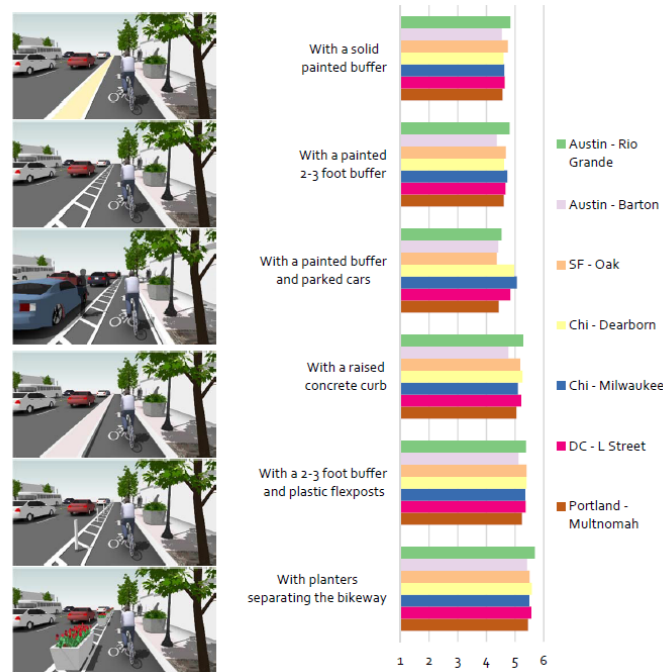 With a solid
painted buffer
With a painted
2-3 foot buffer
With a painted buffer
and parked cars
With a raised
concrete curb
With a 2-3 foot buffer
and plastic flexposts
With planters
separating the bikeway
1 2 3 4 5 6
Austin - Rio
Grande
Austin - Barton
SF - Oak
Chi - Dearborn
Chi - Milwaukee
DC - L Street
Portland -
Multnomah